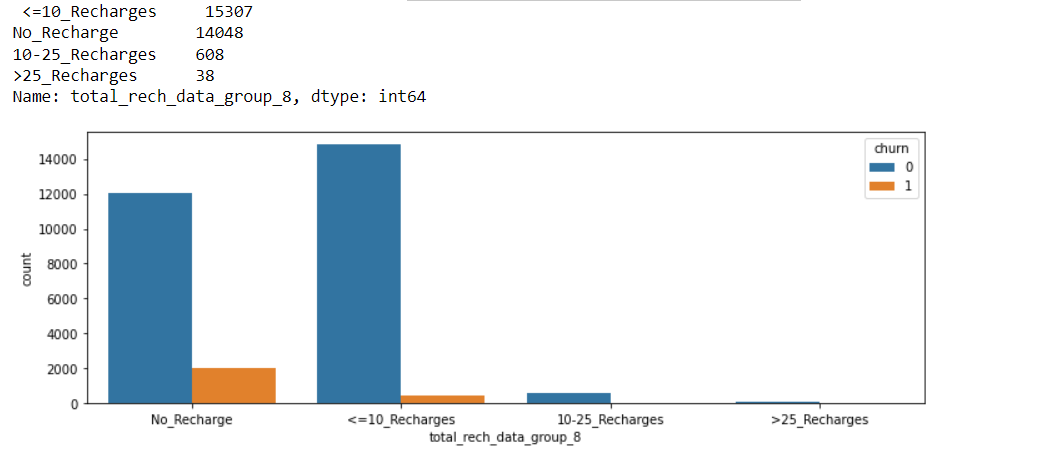 <=10_Recharges     15307
No_Recharge        14048
10-25_Recharges    608
>25_Recharges      38
Name: total_rech_data_group_8, dtype: int64
churn
0
1
14000
12000
10000
8000
6000
4000
2000
0
count
No_Recharge <=10_Recharges 10-25_Recharges >25_Recharges
total_rech_data_group_8